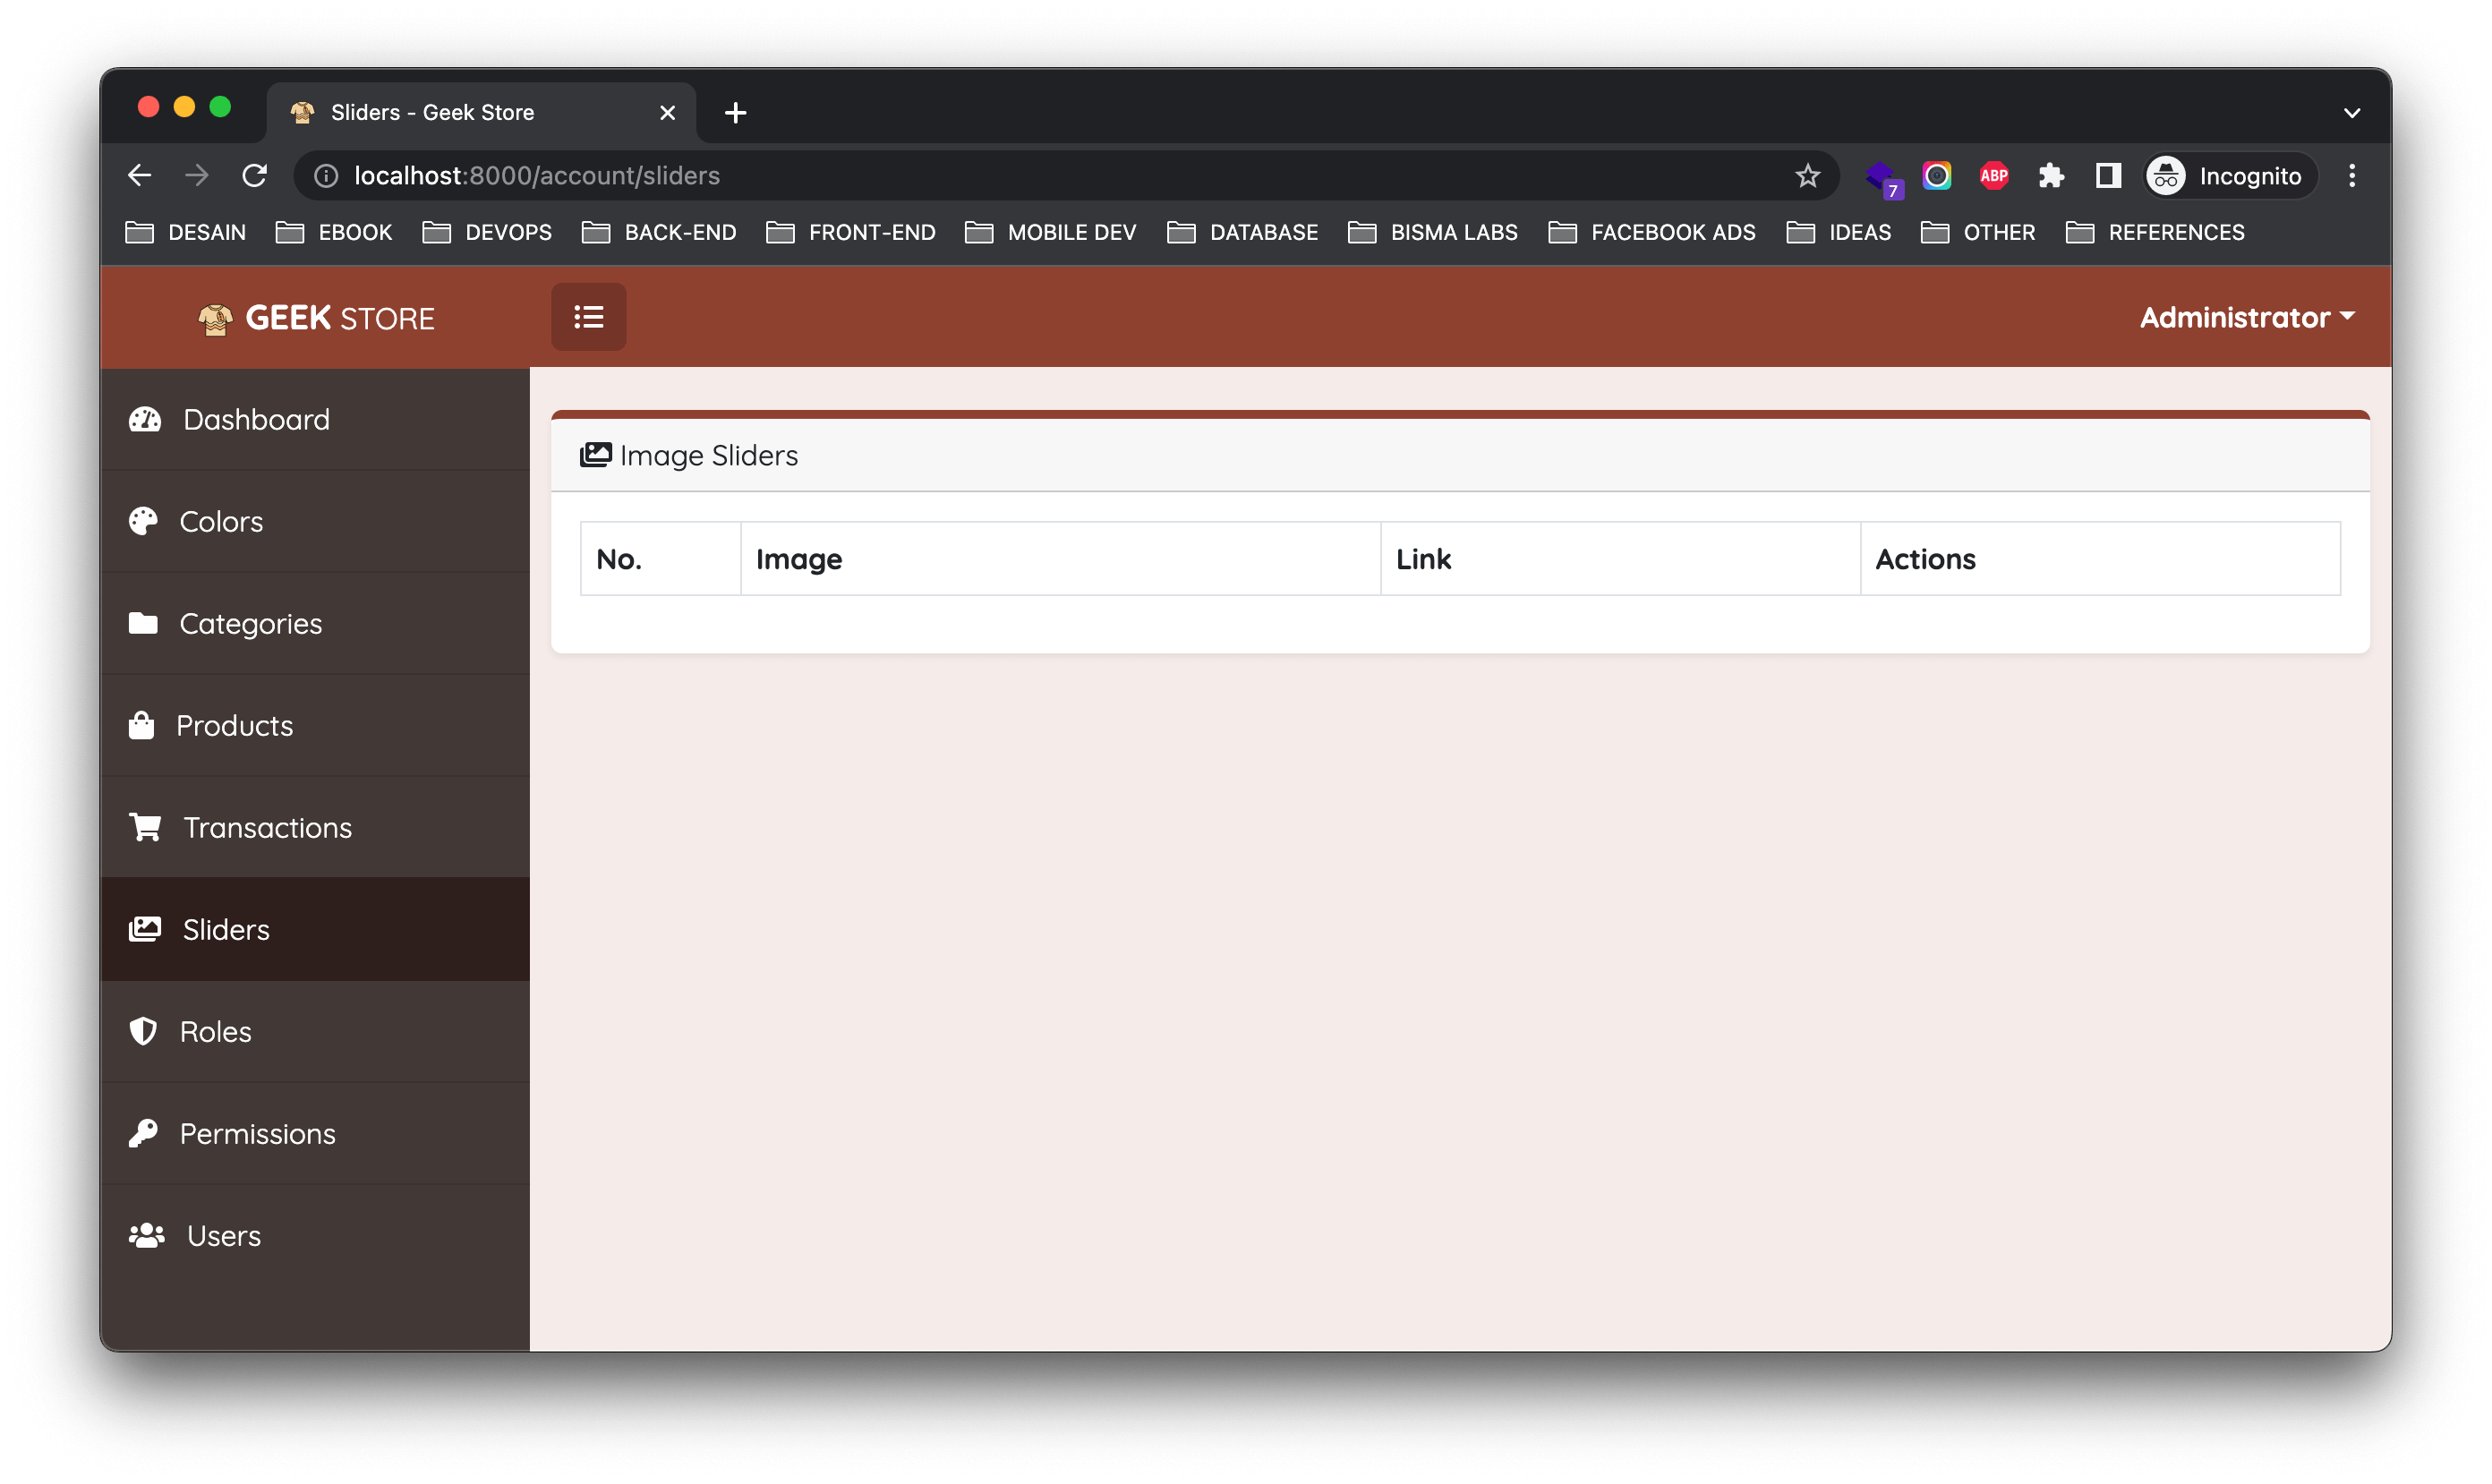 Sliders - Geek Store
localhost:8000/account/sliders
7
ABP
Incognito
DESAIN EBOOK DEVOPS BACK-END FRONT-END MOBILE DEV DATABASE BISMA LABS FACEBOOK ADS IDEAS OTHER REFERENCES
GEEK STORE
Administrator
Dashboard
Colors
Categories
Products
Transactions
Sliders
Roles
Permissions
Users
Image Sliders
No. Image Link Actions